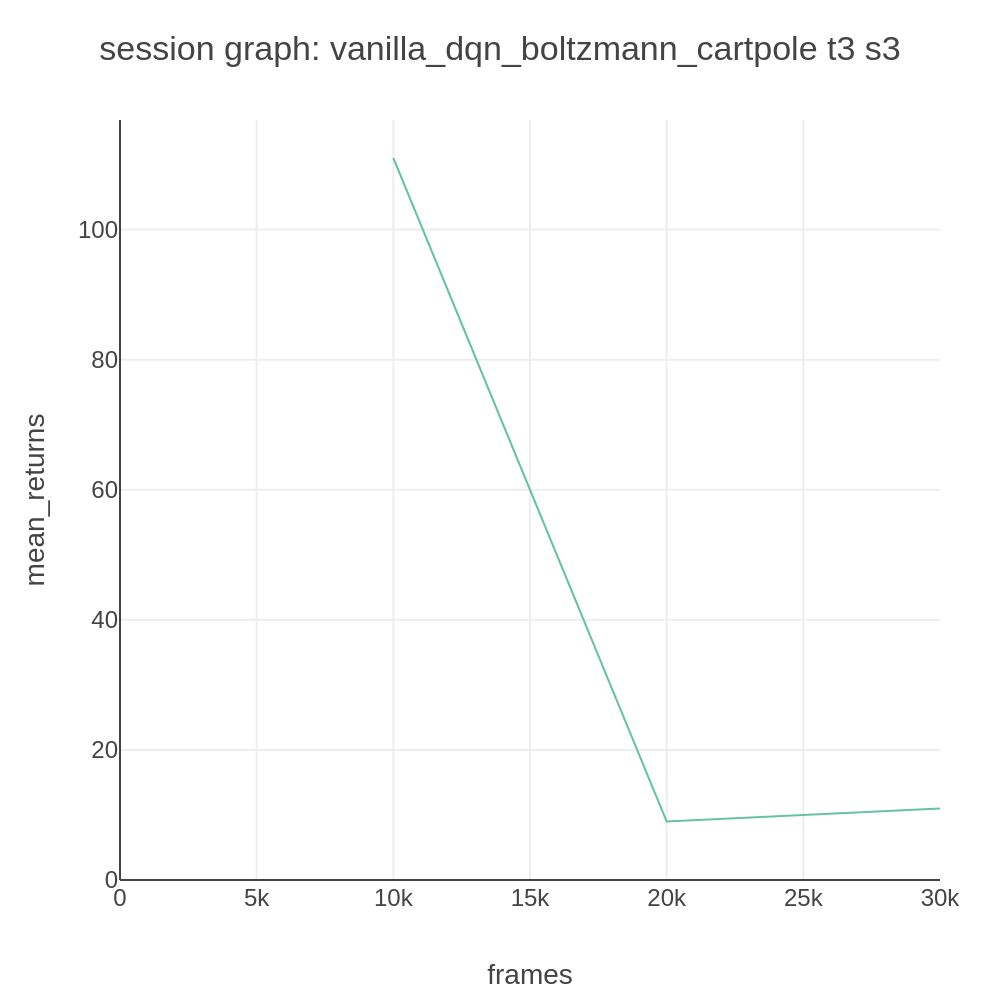 session graph: vanilla_dqn_boltzmann_cartpole t3 s3
100
80
60
40
20
0
mean_returns
0 5k 10k 15k 20k 25k 30k
frames